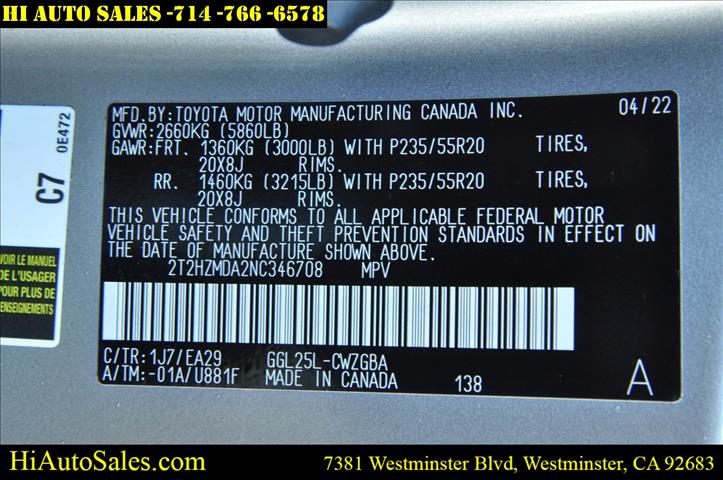 HI AUTO SALES -714 -766 -6578
MFD.BY:TOYOTA MOTOR MANUFACTURING CANADA INC. 04/22
GVWR:2660KG (5860LB)
GAWR:FRT. 1360KG (3000LB) WITH P235/55R20 TIRES,
20X8J RIMS.
RR. 1460KG (3215LB) WITH P235/55R20 TIRES,
20X8J RIMS.
THIS VEHICLE CONFORMS TO ALL APPLICABLE FEDERAL MOTOR
VEHICLE SAFETY AND THEFT PREVENTION STANDARDS IN EFFECT ON
THE DATE OF MANUFACTURE SHOWN ABOVE.
2T2HZMDA2NC346708 MPV
C/TR:1J7/EA29 GGL25L-CWZGBA
A/TM:-01A/U881F MADE IN CANADA 138 A
C7
0E472
VOIR LE MANUEL
DE L'USAGER
POUR PLUS DE
RENSEIGNEMENTS
HiAutoSales.com 7381 Westminster Blvd, Westminster, CA 92683